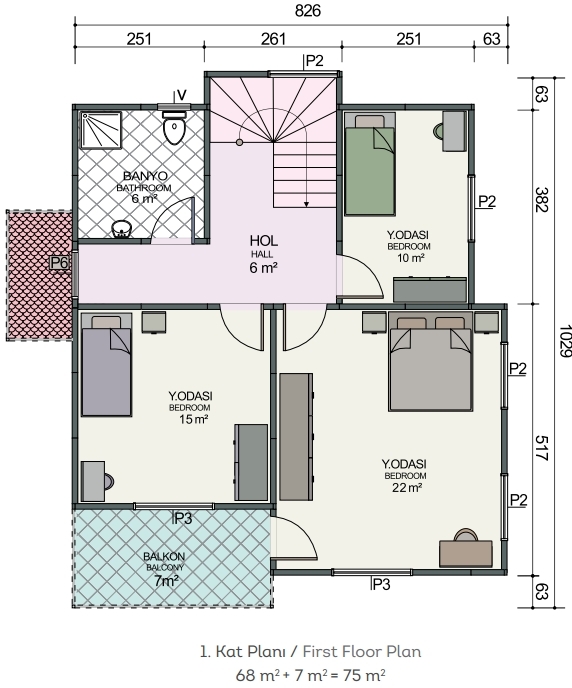 826
251 261 251 63
P2
V
63
BANYO
BATHROOM
6 m²
382
P2
Y.ODASI
BEDROOM
10 m²
HOL
HALL
6 m²
P6
1029
P2
Y.ODASI
BEDROOM
15 m²
517
Y.ODASI
BEDROOM
22 m²
P2
P3
BALKON
BALCONY
7m²
P3
63
1. Kat Planı / First Floor Plan
68 m² + 7 m² = 75 m²